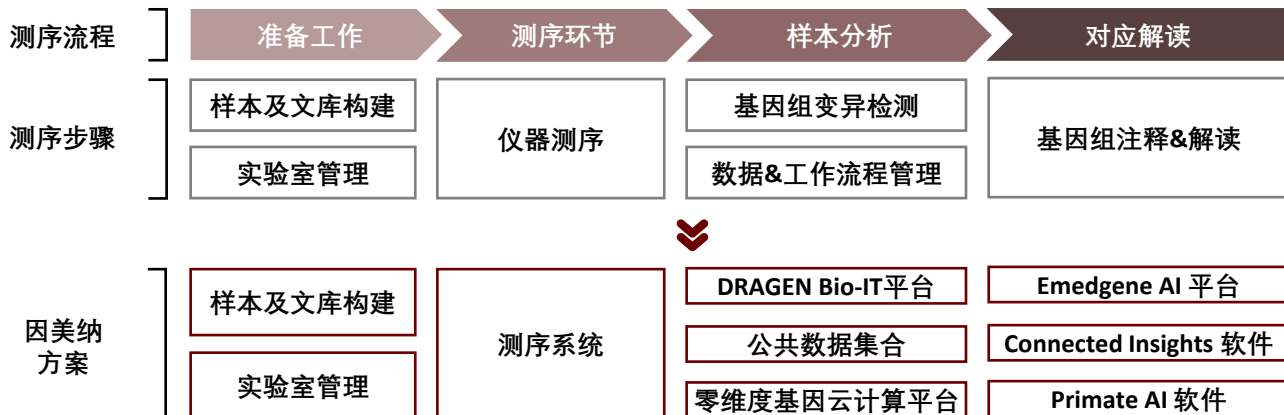 测序流程
准备工作
测序环节
样本分析
对应解读
测序步骤
样本及文库构建
实验室管理
仪器测序
基因组变异检测
数据&工作流程管理
基因组注释&解读
因美纳
方案
样本及文库构建
实验室管理
测序系统
DRAGEN Bio-IT平台
公共数据集合
零维度基因云计算平台
Emedgene AI 平台
Connected Insights 软件
Primate AI 软件